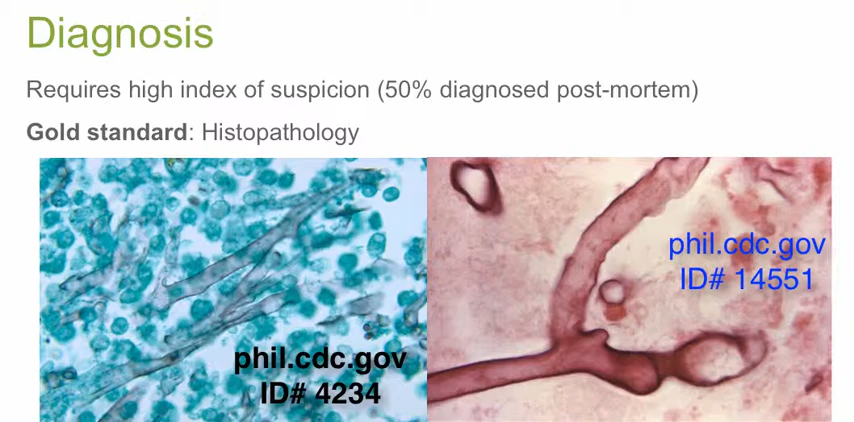 Diagnosis
Requires high index of suspicion (50% diagnosed post-mortem)
Gold standard: Histopathology
phil.cdc.gov
ID# 4234
phil.cdc.gov
ID# 14551